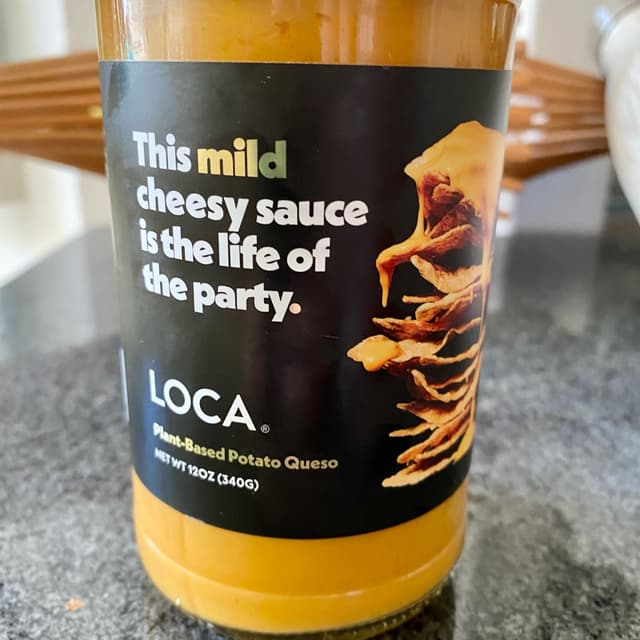 This mild
cheesy sauce
is the life of
the party.
LOCA®
Plant-Based Potato Queso
NET WT 12OZ (340G)